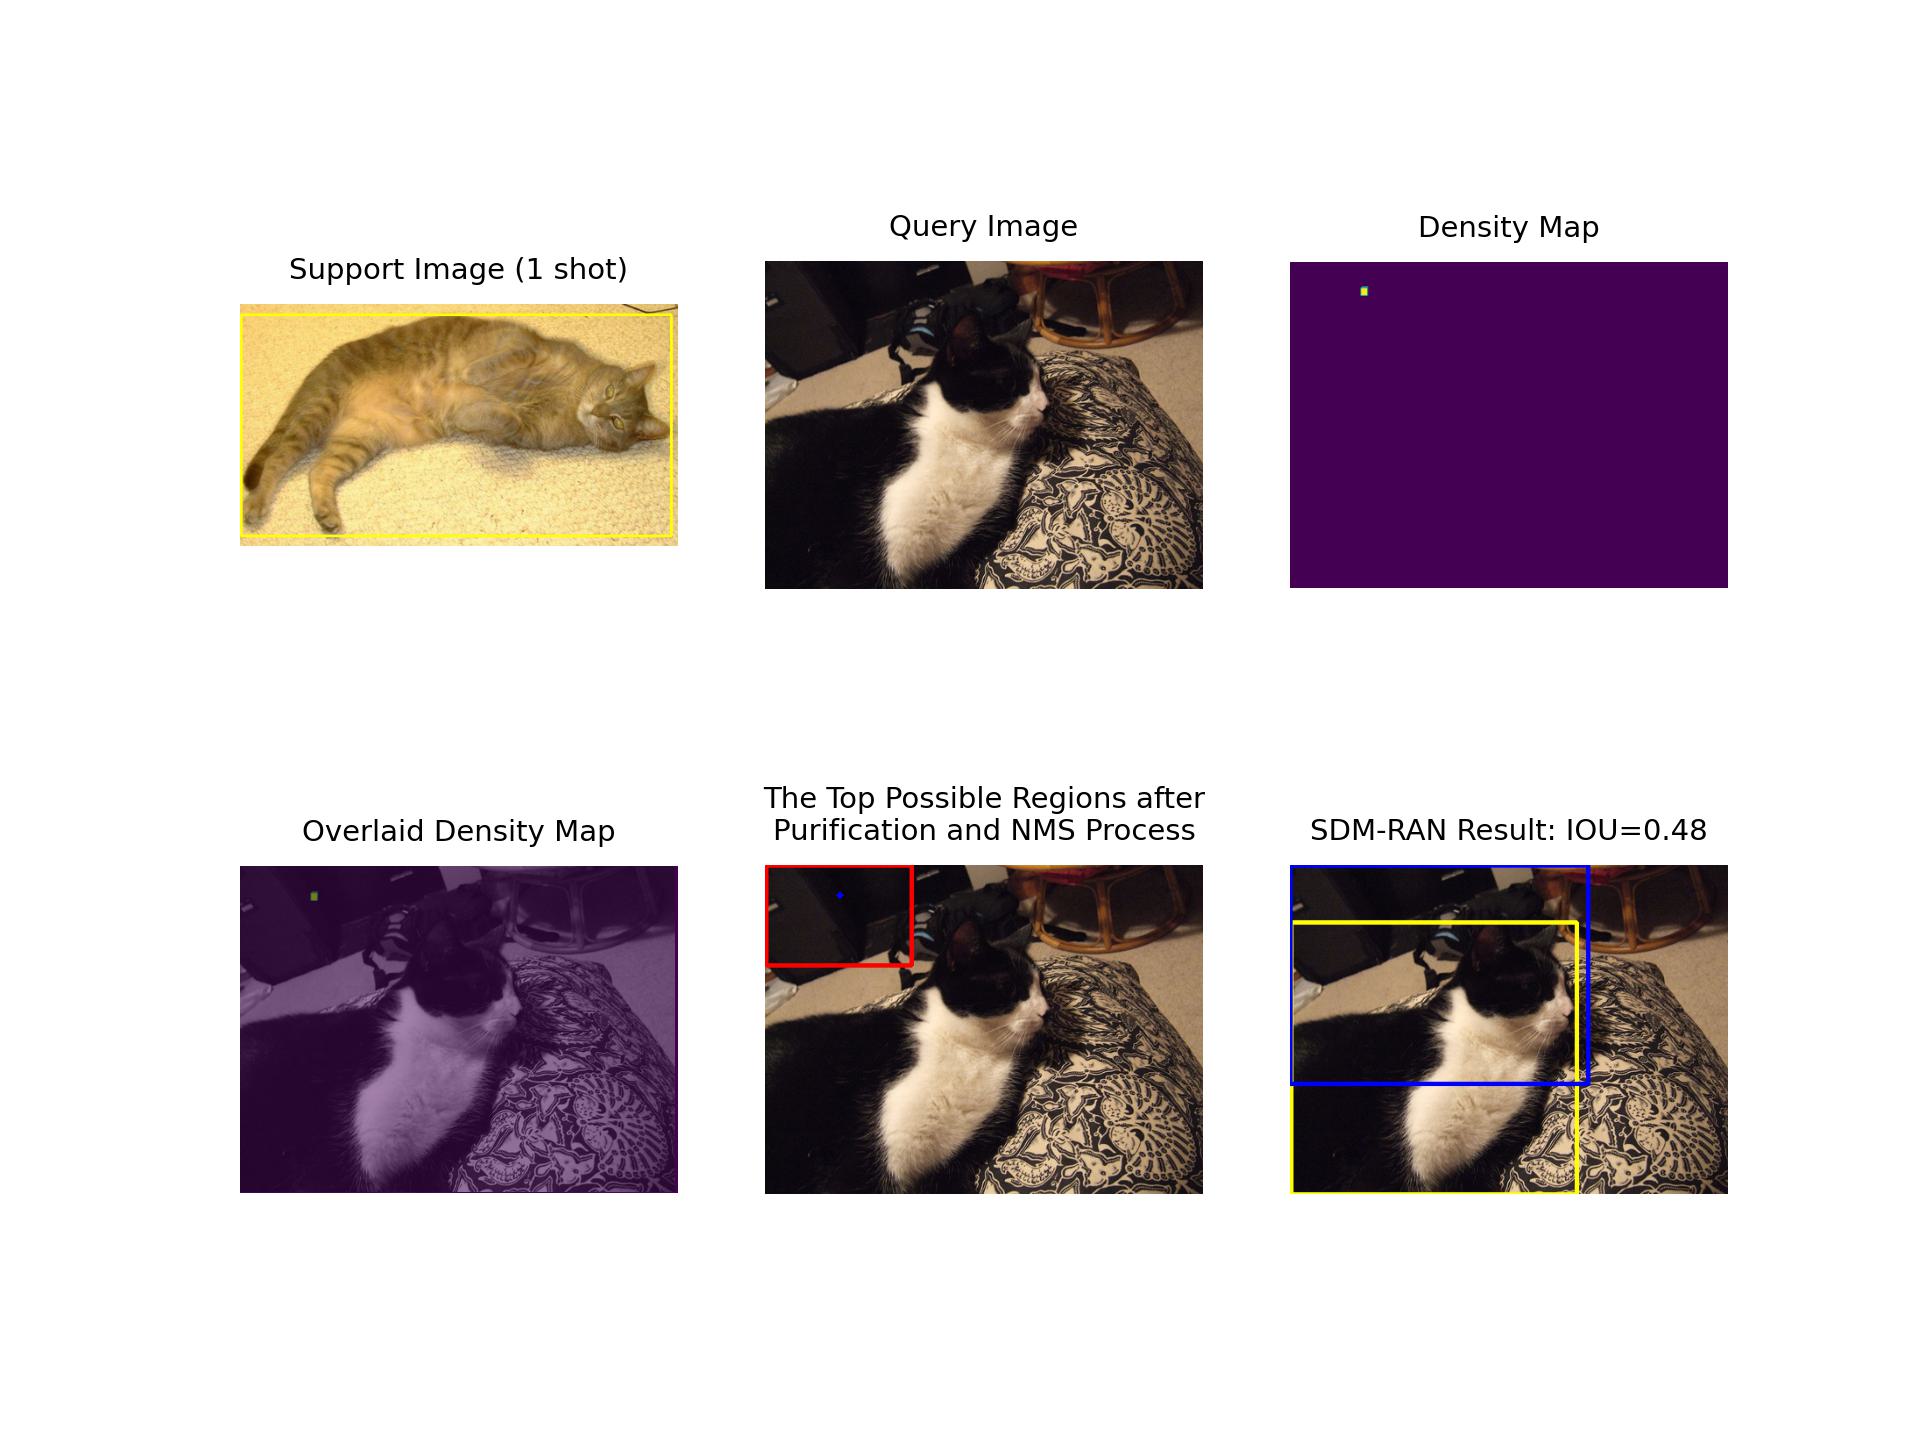 Support Image (1 shot)
Query Image
Density Map
Overlaid Density Map
The Top Possible Regions after
Purification and NMS Process
SDM-RAN Result: IOU=0.48